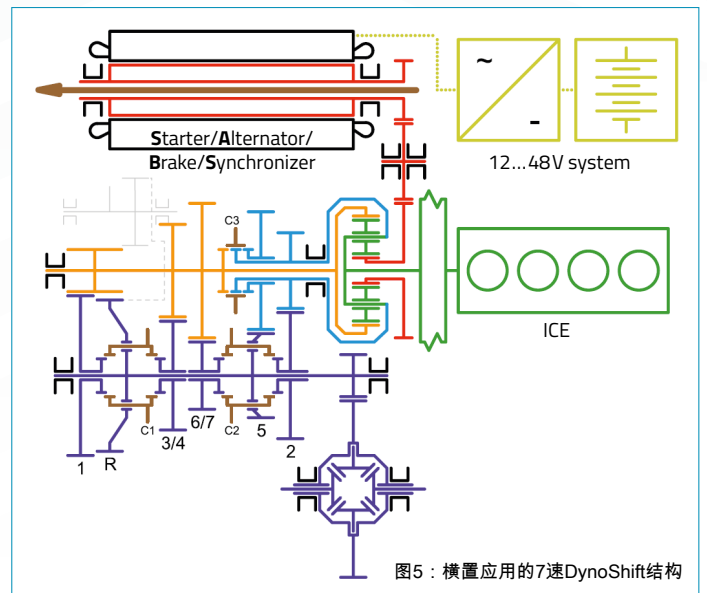 Starter/Alternator/
Brake/Synchronizer
~
-
12...48V system
C3
ICE
C1
3/4
6/7
C2
5
2
1
R
图5：横置应用的7速DynoShift结构